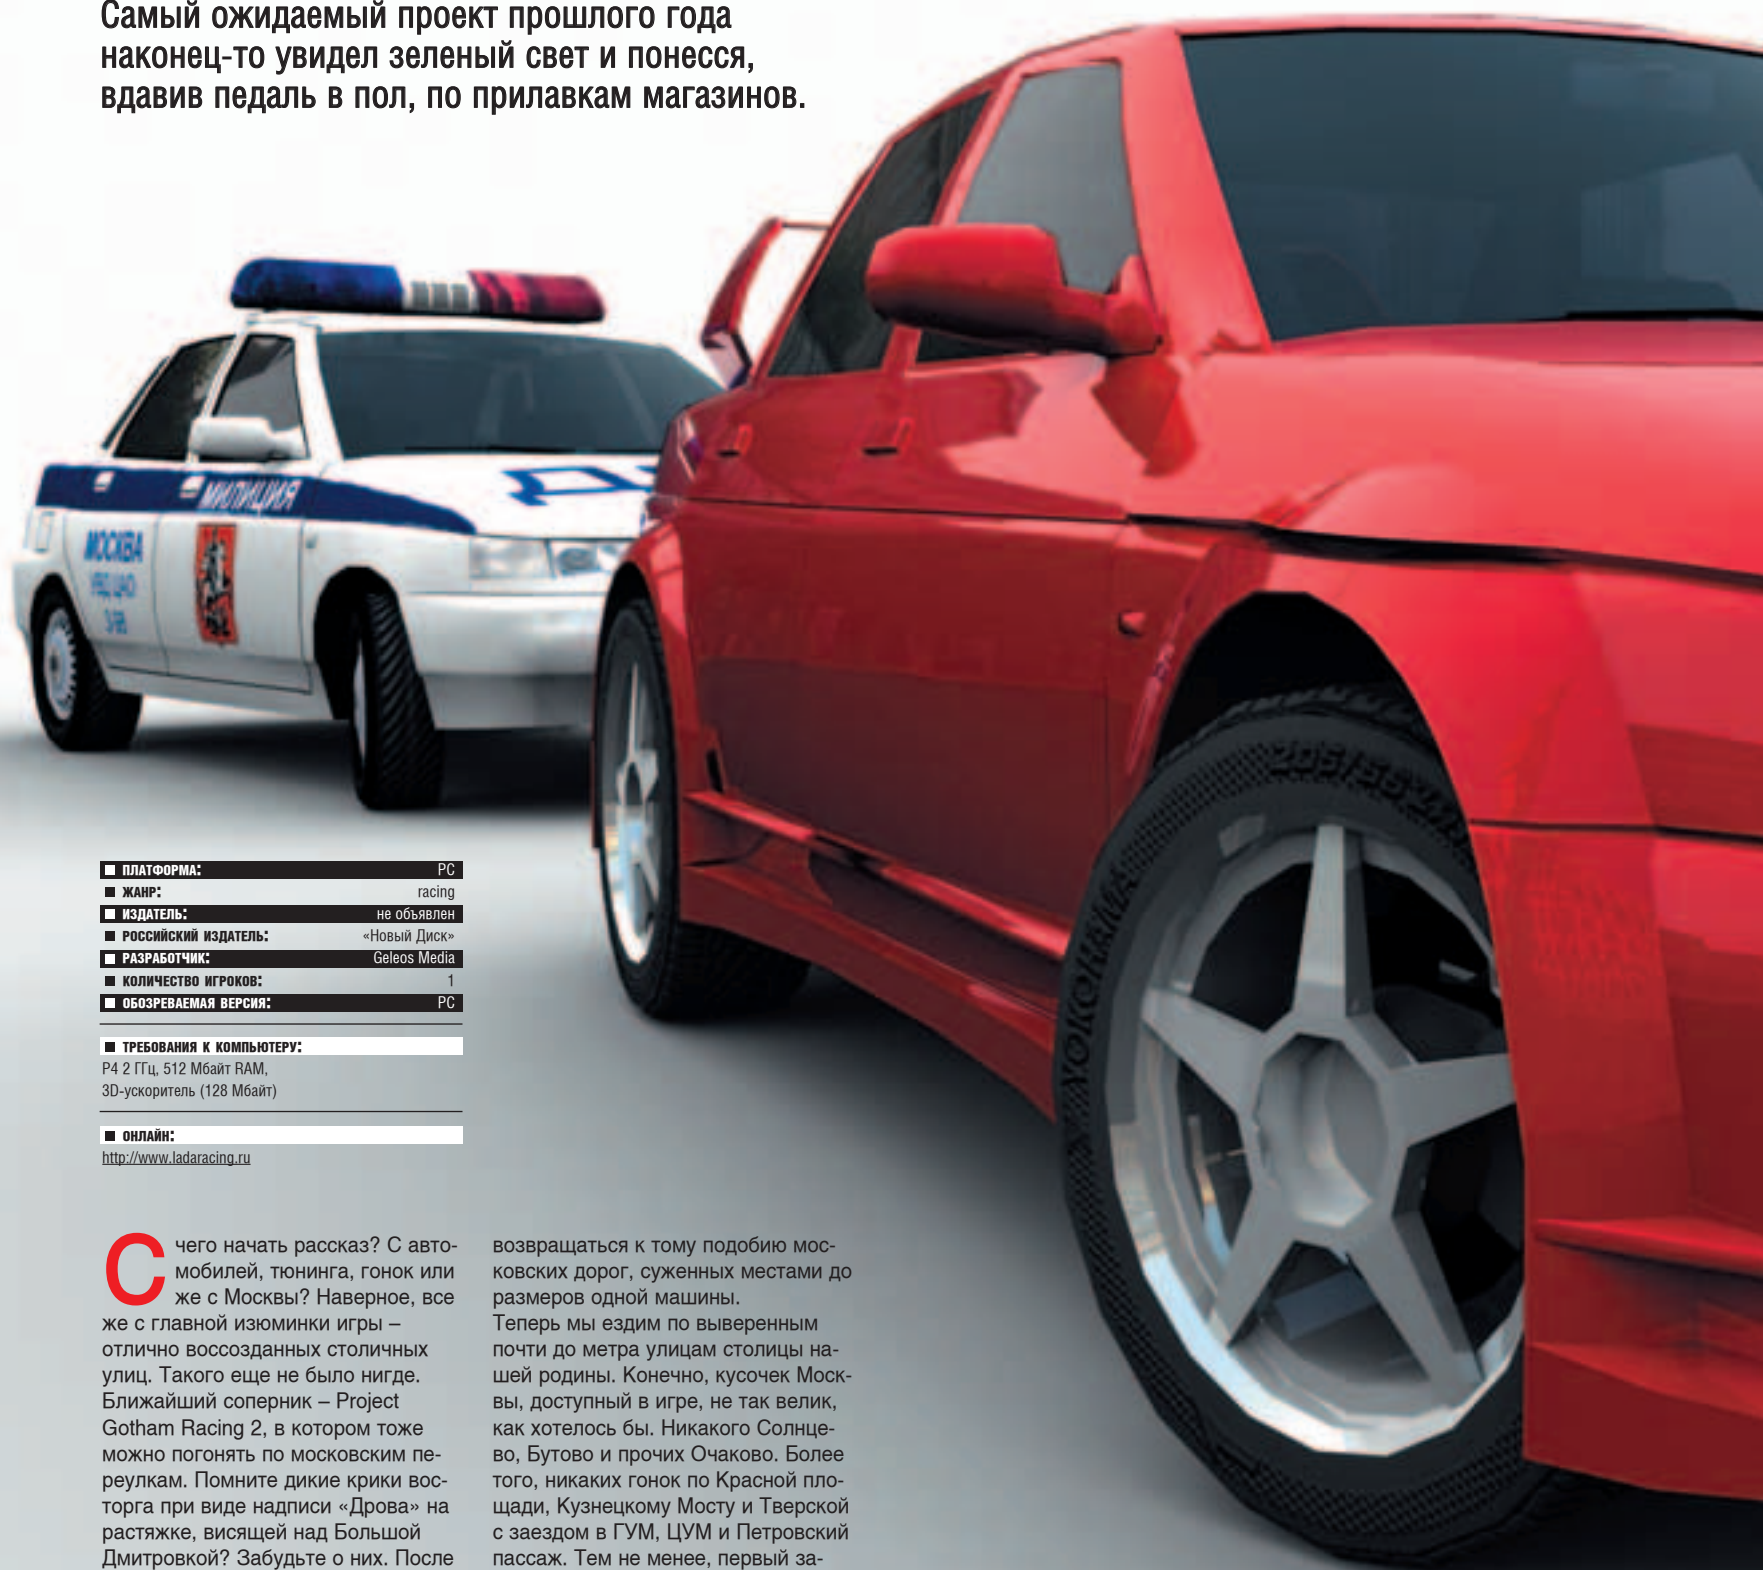 Самый ожидаемый проект прошлого года
наконец-то увидел зеленый свет и понесся,
вдавив педаль в пол, по прилавкам магазинов.
МИЛИЦИЯ
МОСКВА
УВД ЦАО
205/55
YOKOHAMA
ПЛАТФОРМА: PC
ЖАНР: racing
ИЗДАТЕЛЬ: не объявлен
РОССИЙСКИЙ ИЗДАТЕЛЬ: «Новый Диск»
РАЗРАБОТЧИК: Geleos Media
КОЛИЧЕСТВО ИГРОКОВ: 1
ОБОЗРЕВАЕМАЯ ВЕРСИЯ: PC
ТРЕБОВАНИЯ К КОМПЬЮТЕРУ:
P4 2 ГГц, 512 Мбайт RAM,
3D-ускоритель (128 Мбайт)
ОНЛАЙН:
http://www.ladaracing.ru
С чего начать рассказ? С авто-
мобилей, тюнинга, гонок или
же с Москвы? Наверное, все
же с главной изюминки игры –
отлично воссозданных столичных
улиц. Такого еще не было нигде.
Ближайший соперник – Project
Gotham Racing 2, в котором тоже
можно погонять по московским пе-
реулкам. Помните дикие крики вос-
торга при виде надписи «Дрова» на
растяжке, висящей над Большой
Дмитровкой? Забудьте о них. После
возвращаться к тому подобию мос-
ковских дорог, суженных местами до
размеров одной машины.
Теперь мы ездим по выверенным
почти до метра улицам столицы на-
шей родины. Конечно, кусочек Моск-
вы, доступный в игре, не так велик,
как хотелось бы. Никакого Солнце-
во, Бутово и прочих Очаково. Более
того, никаких гонок по Красной пло-
щади, Кузнецкому Мосту и Тверской
с заездом в ГУМ, ЦУМ и Петровский
пассаж. Тем не менее, первый за-